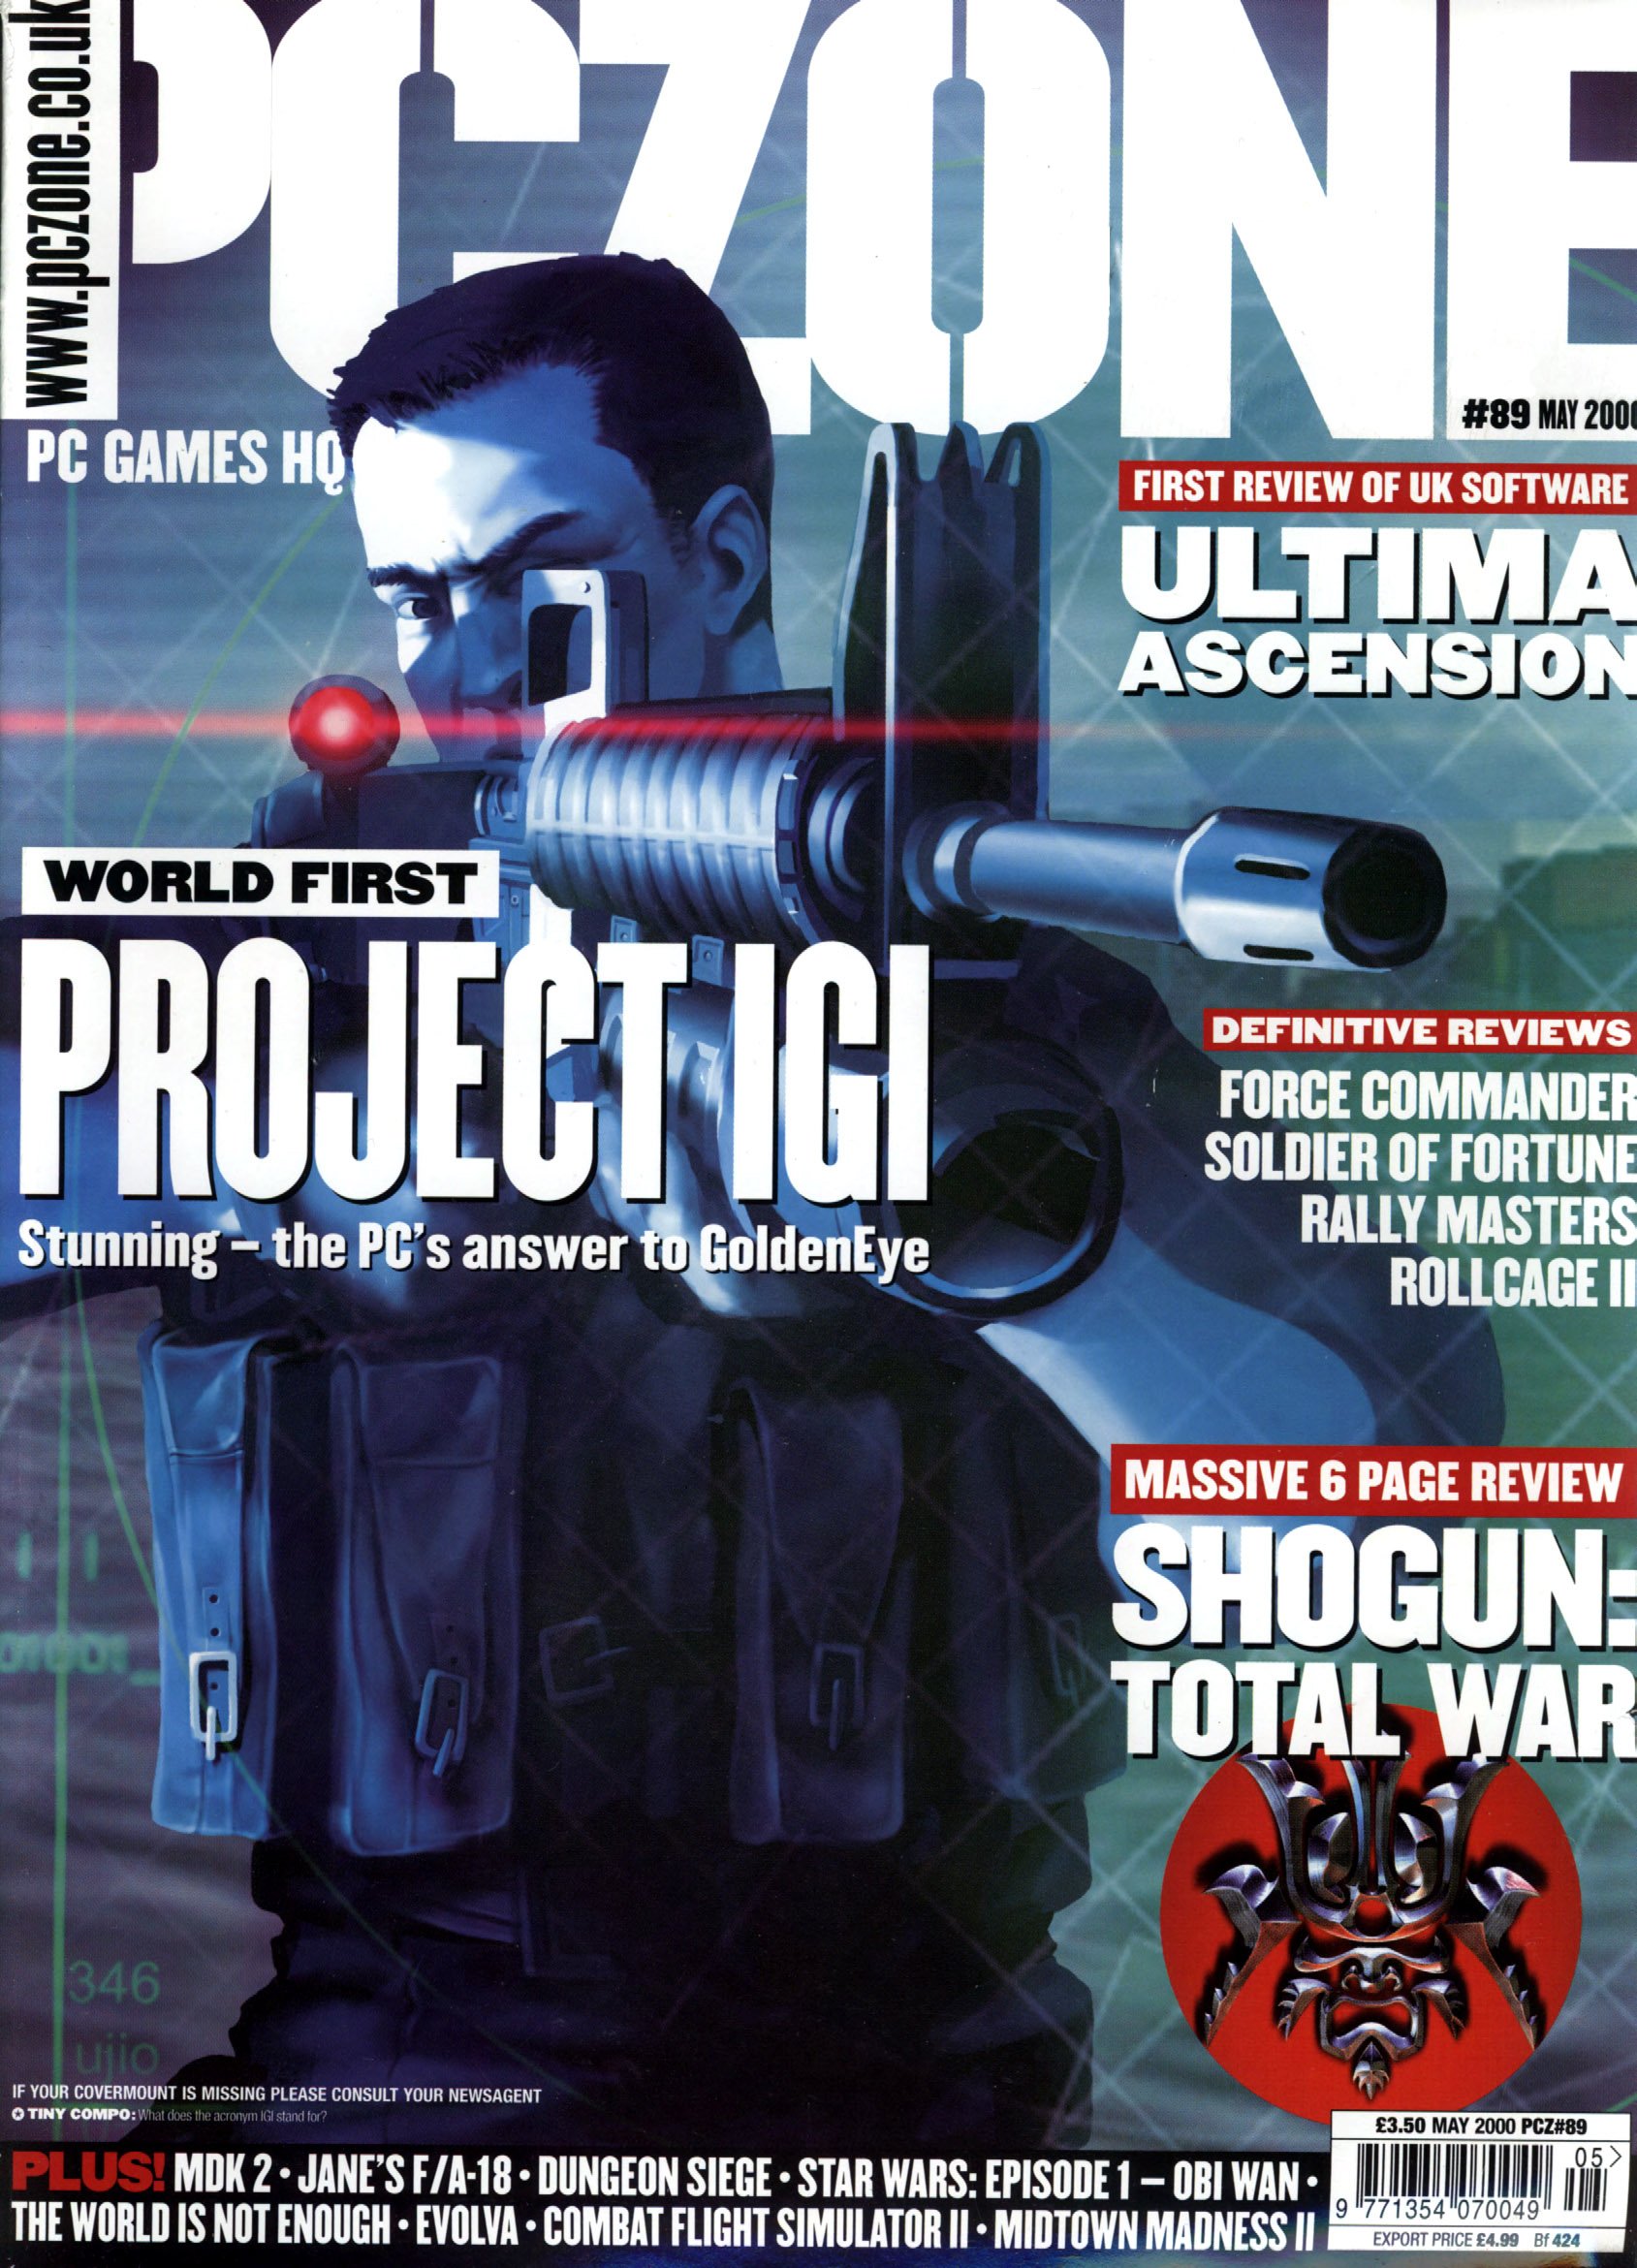 www.pczone.co.uk
PCZONE
#89 MAY 2000
PC GAMES HQ
FIRST REVIEW OF UK SOFTWARE
ULTIMA
ASCENSION
WORLD FIRST
PROJECT IGI
Stunning – the PC's answer to GoldenEye
DEFINITIVE REVIEWS
FORCE COMMANDER
SOLDIER OF FORTUNE
RALLY MASTERS
ROLLCAGE II
MASSIVE 6 PAGE REVIEW
SHOGUN:
TOTAL WAR
346
ujio
IF YOUR COVERMOUNT IS MISSING PLEASE CONSULT YOUR NEWSAGENT
✪ TINY COMPO: What does the acronym IGI stand for?
PLUS! MDK 2 • JANE'S F/A-18 • DUNGEON SIEGE • STAR WARS: EPISODE 1 – OBI WAN •
THE WORLD IS NOT ENOUGH • EVOLVA • COMBAT FLIGHT SIMULATOR II • MIDTOWN MADNESS II
£3.50 MAY 2000 PCZ#89
05>
9 771354 070049
EXPORT PRICE £4.99 Bf 424